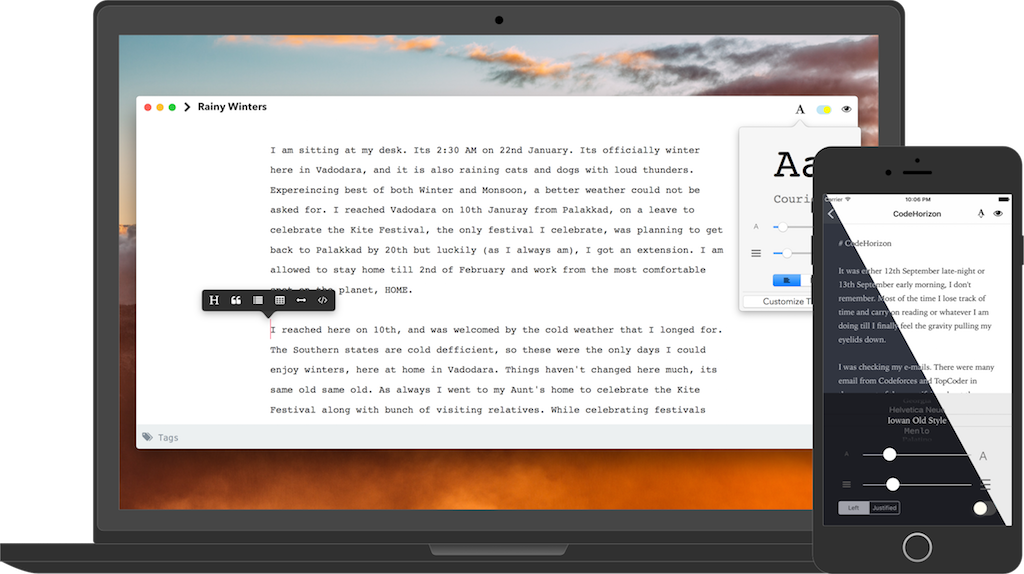 Rainy Winters
A
I am sitting at my desk. Its 2:30 AM on 22nd January. Its officially winter
here in Vadodara, and it is also raining cats and dogs with loud thunders.
Expereincing best of both Winter and Monsoon, a better weather could not be
asked for. I reached Vadodara on 10th Januray from Palakkad, on a leave to
celebrate the Kite Festival, the only festival I celebrate, was planning to get
back to Palakkad by 20th but luckily (as I always am), I got an extension. I am
allowed to stay home till 2nd of February and work from the most comfortable
planet, HOME.
H
I reached here on 10th, and was welcomed by the cold weather that I longed for.
The Southern states are cold defficient, so these were the only days I could
enjoy winters, here at home in Vadodara. Things haven't changed here much, its
same old same old. As always I went to my Aunt's home to celebrate the Kite
Festival along with bunch of visiting relatives. While celebrating festivals
Tags
Aa
A
Customize
10:06 PM
CodeHorizon
A
# CodeHorizon
It was either 12th September late-night or
13th September early morning, I don't
remember. Most of the time I lose track of
time and carry on reading or whatever I am
doing till I finally feel the gravity pulling my
eyelids down.
I was checking my e-mails. There were many
email from Codeforces and TopCoder in
Helvetica Neue
Iowan Old Style
Menlo
A
A
Left
Justified